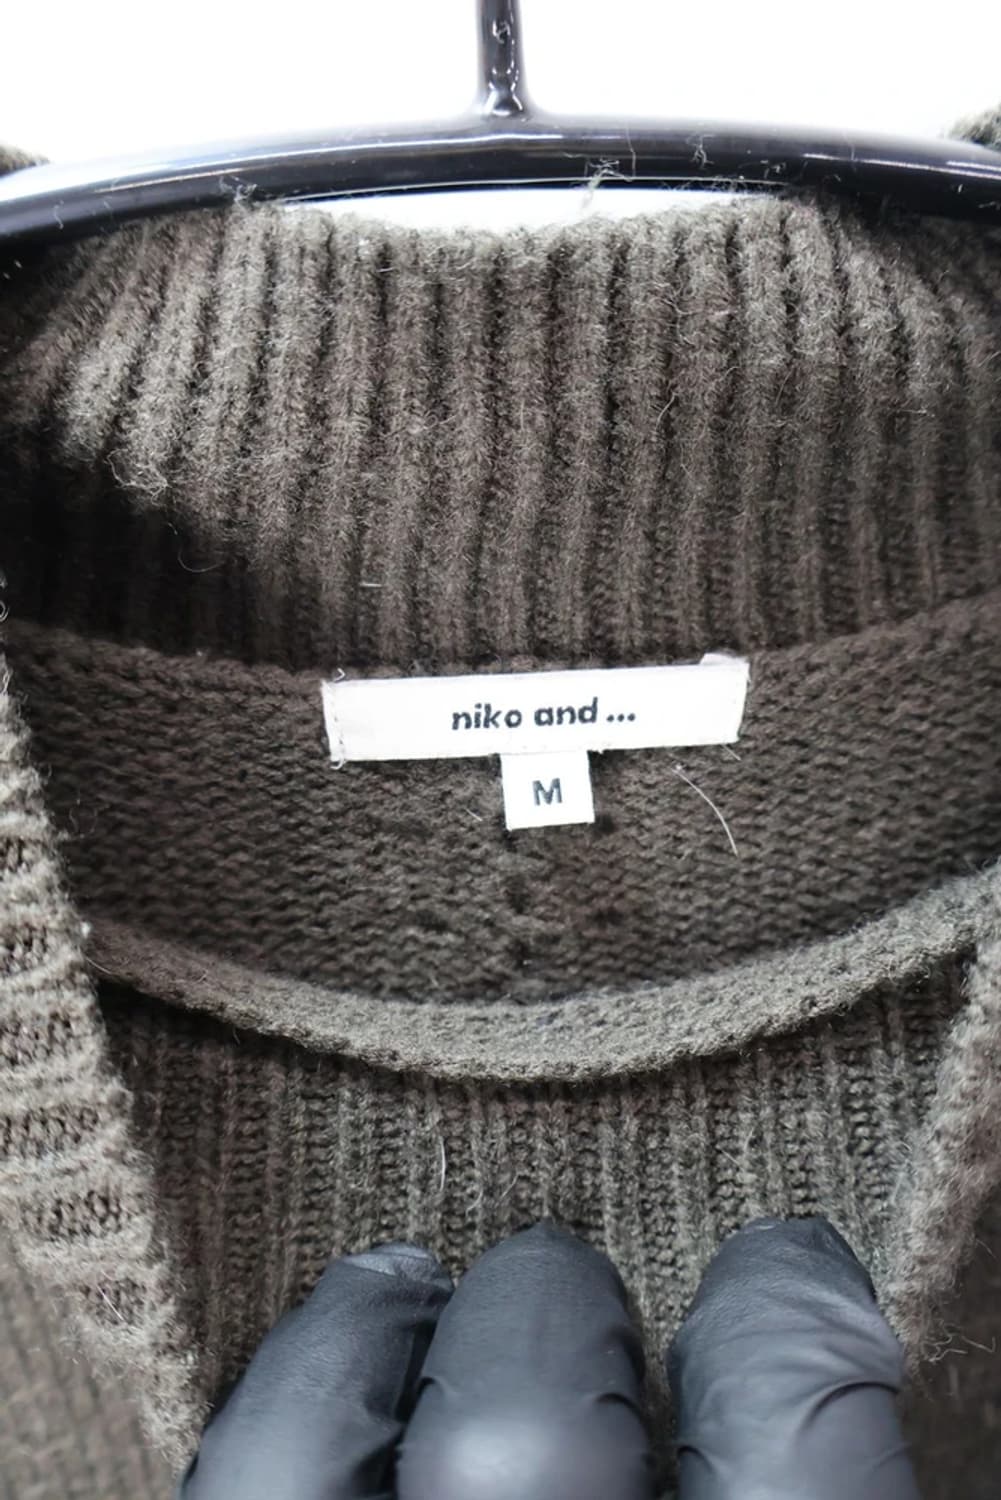 niko and ...
M